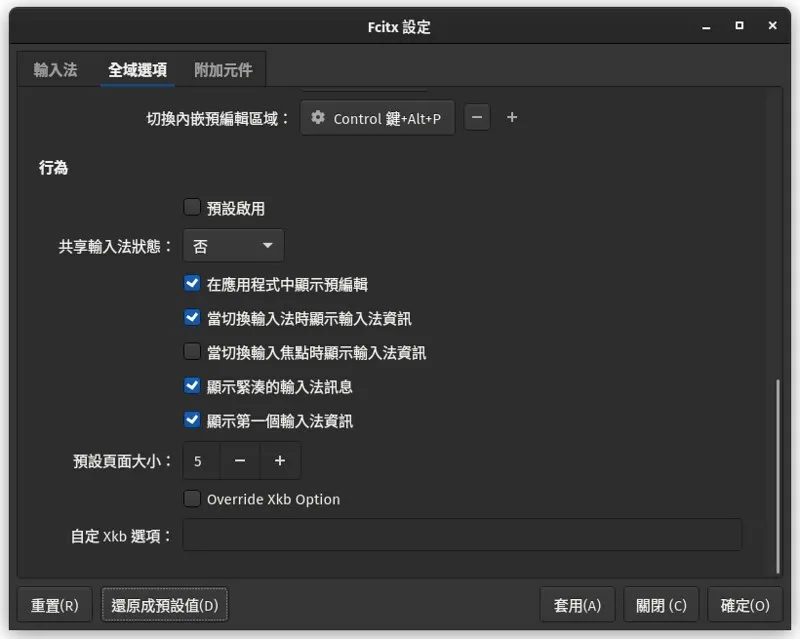 Fcitx 設定
輸入法 全域選項 附加元件
切換內嵌預編輯區域： Control 鍵+Alt+P
行為
預設啟用
共享輸入法狀態： 否
在應用程式中顯示預編輯
當切換輸入法時顯示輸入法資訊
當切換輸入焦點時顯示輸入法資訊
顯示緊湊的輸入法訊息
顯示第一個輸入法資訊
預設頁面大小： 5 − +
Override Xkb Option
自定 Xkb 選項：
重置(R) 還原成預設值(D) 套用(A) 關閉 (C) 確定(O)